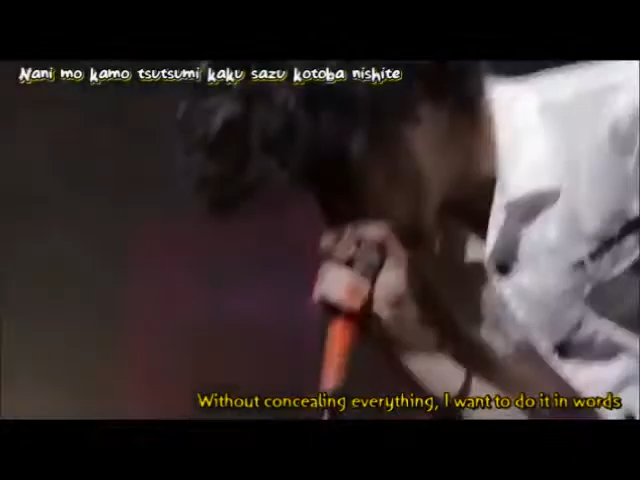 Nani mo kamo tsutsumi kaku sazu kotoba nishite
Without concealing everything, I want to do it in words